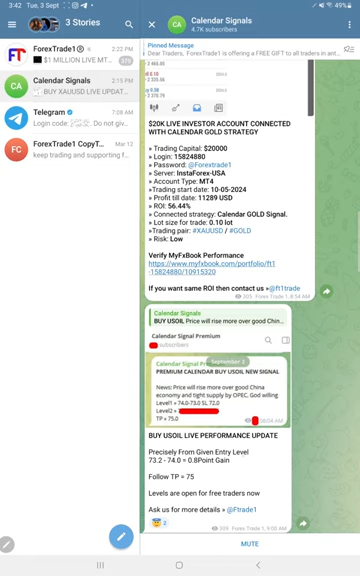 3:42 Tue, 3 Sept
49%
3 Stories
ForexTrade1
2:22 PM
$1 MILLION LIVE MT...
Calendar Signals
2:15 PM
BUY XAUUSD LIVE UPDAT...
Telegram
7:08 AM
Login code: Do not giv...
ForexTrade1 CopyT...
Mar 12
keep trading and supporting f...
Calendar Signals
4.7K subscribers
Pinned Message
Dear Traders, ForexTrade1 is offering a FREE GIFT to all traders in ant...
$20K LIVE INVESTOR ACCOUNT CONNECTED
WITH CALENDAR GOLD STRATEGY
» Trading Capital: $20000
» Login: 15824880
» Password: @Forextrade1
» Server: InstaForex-USA
» Account Type: MT4
» Trading start date: 10-05-2024
» Profit till date: 11289 USD
» ROI: 56.44%
» Connected strategy: Calendar GOLD Signal.
» Lot size for trade: 0.10 lot
» Trading pair: #XAUUSD / #GOLD
» Risk: Low
Verify MyFxBook Performance
https://www.myfxbook.com/portfolio/ft1
-15824880/10915320
If you want same ROI then contact us » @ft1trade
305 Forex Trade 1, 8:54 AM
Calendar Signals
BUY USOIL Price will rise more over good Chin...
Calendar Signal Premium
subscribers
September 3
Calendar Signal Pr
PREMIUM CALENDAR BUY USOIL NEW SIGNAL
News: Price will rise more over good China
economy and tight supply by OPEC, God willing
Level1 = 74.0-73.0 SL 72.0
Level2 =
TP = 75.0
BUY USOIL LIVE PERFORMANCE UPDATE
Precisely From Given Entry Level
73.2 - 74.0 = 0.8Point Gain
Follow TP = 75
Levels are open for free traders now
Ask us for more details » @Ftrade1
2
309 Forex Trade 1, 9:00 AM
MUTE